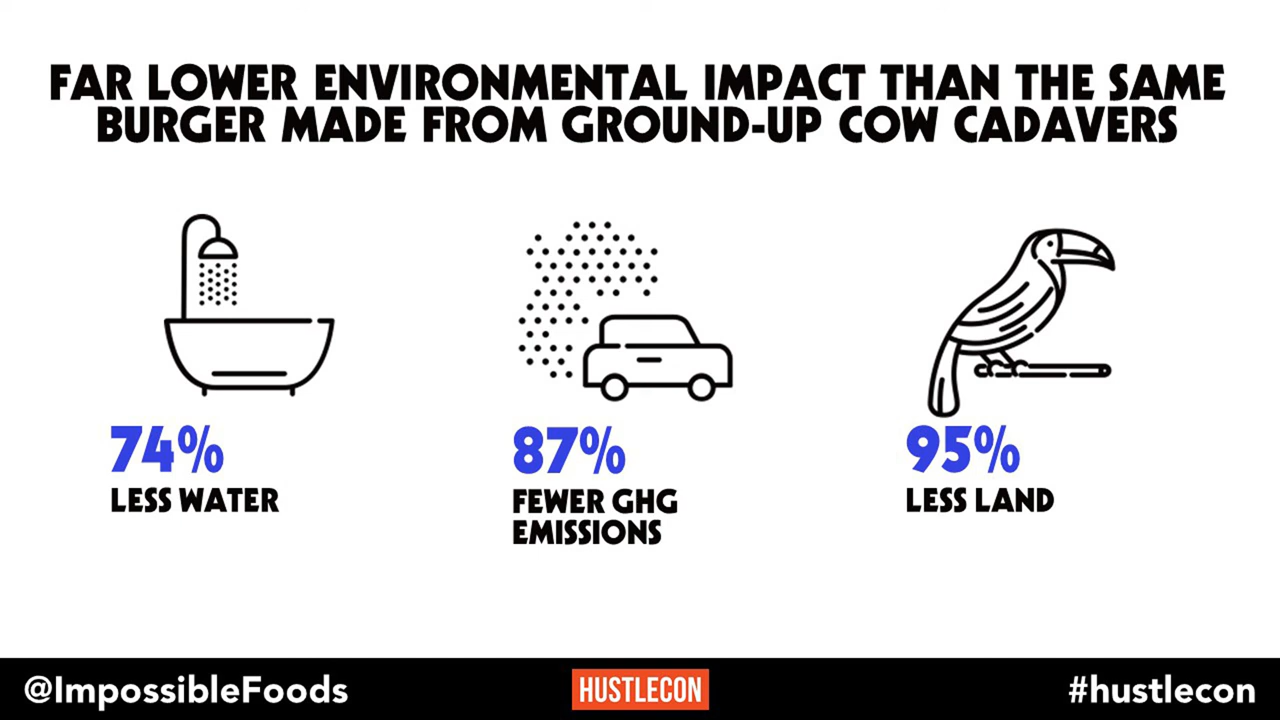 FAR LOWER ENVIRONMENTAL IMPACT THAN THE SAME
BURGER MADE FROM GROUND-UP COW CADAVERS
74%
LESS WATER
87%
FEWER GHG
EMISSIONS
95%
LESS LAND
@ImpossibleFoods
HUSTLECON
#hustlecon